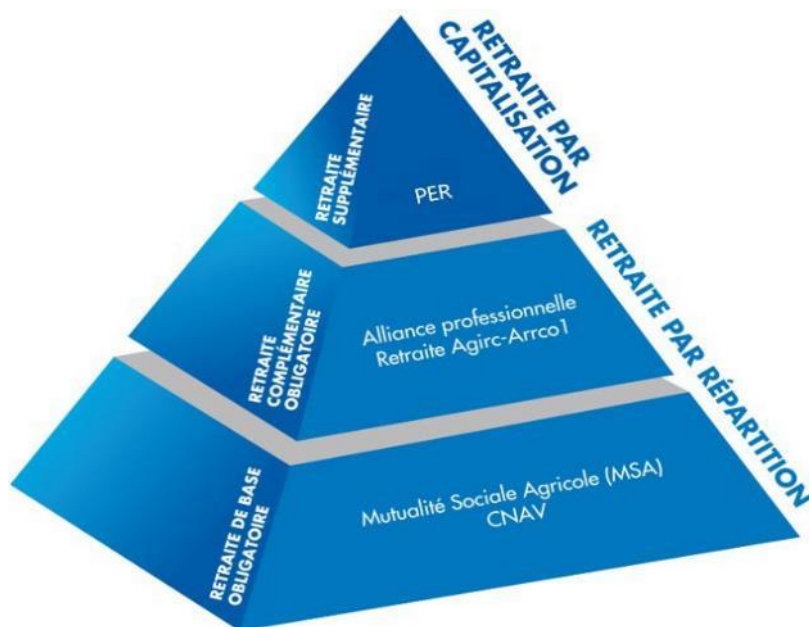 RETRAITE PAR
CAPITALISATION
RETRAITE
SUPPLÉMENTAIRE
PER
RETRAITE PAR RÉPARTITION
RETRAITE
COMPLÉMENTAIRE
OBLIGATOIRE
Alliance professionnelle
Retraite Agirc-Arrco1
RETRAITE DE BASE
OBLIGATOIRE
Mutualité Sociale Agricole (MSA)
CNAV